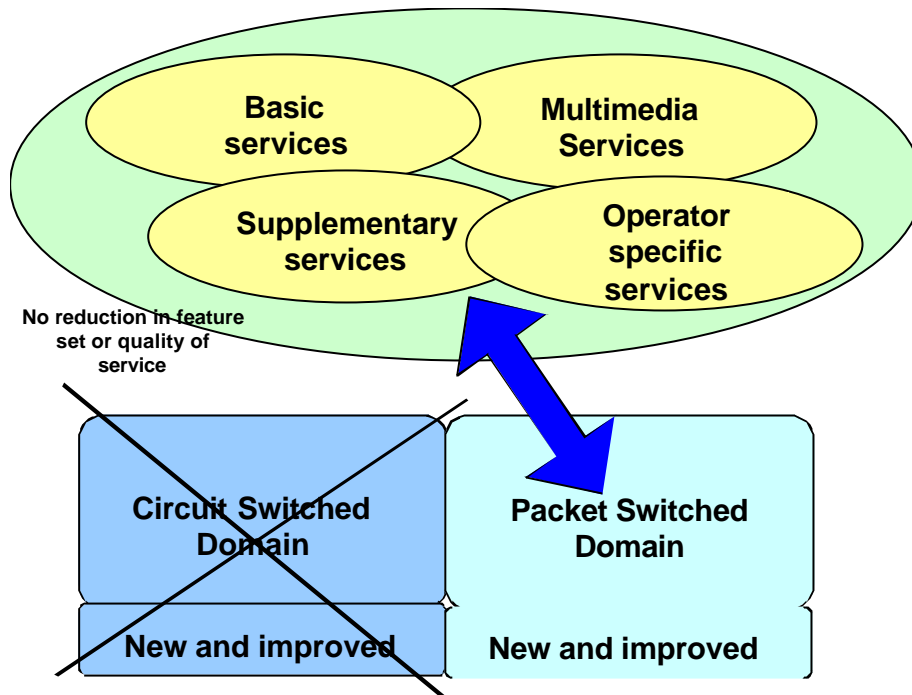 Basic
services
Multimedia
Services
Supplementary
services
Operator
specific
services
No reduction in feature
set or quality of
service
Circuit Switched
Domain
Packet Switched
Domain
New and improved
New and improved